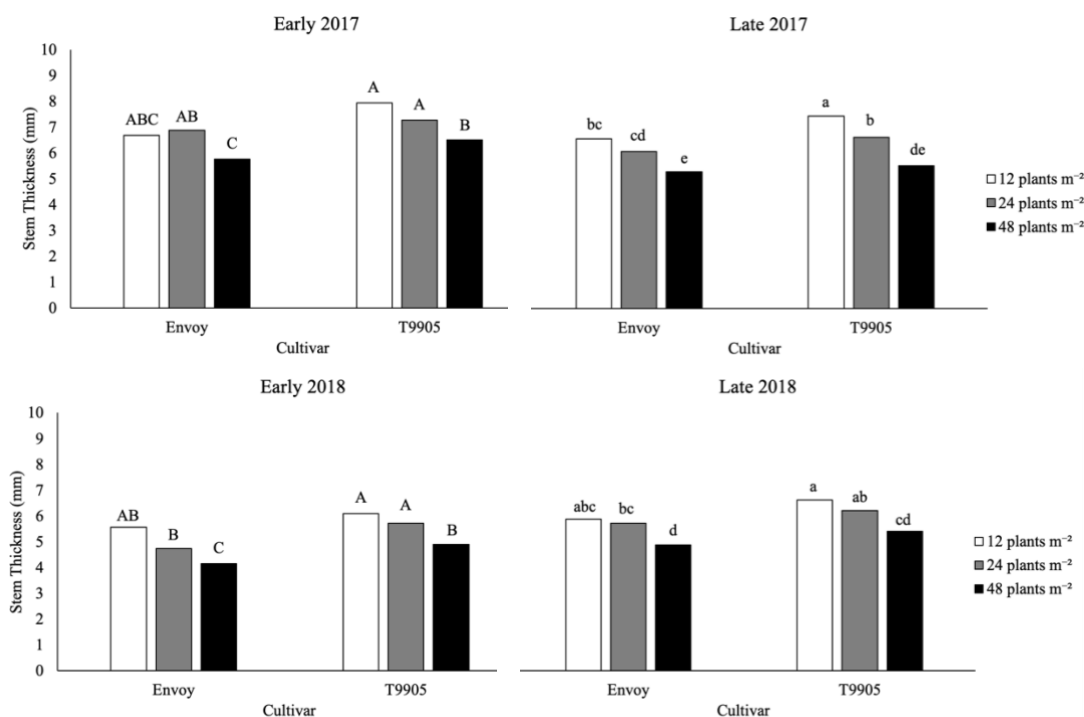 Early 2017
10
9
8
7
6
5
4
3
2
1
0
Stem Thickness (mm)
ABC AB C
A A B
Envoy T9905
Cultivar
Late 2017
bc cd e
a b de
Envoy T9905
Cultivar
12 plants m⁻²
24 plants m⁻²
48 plants m⁻²
Early 2018
10
9
8
7
6
5
4
3
2
1
0
Stem Thickness (mm)
AB B C
A A B
Envoy T9905
Cultivar
Late 2018
abc bc d
a ab cd
Envoy T9905
Cultivar
12 plants m⁻²
24 plants m⁻²
48 plants m⁻²